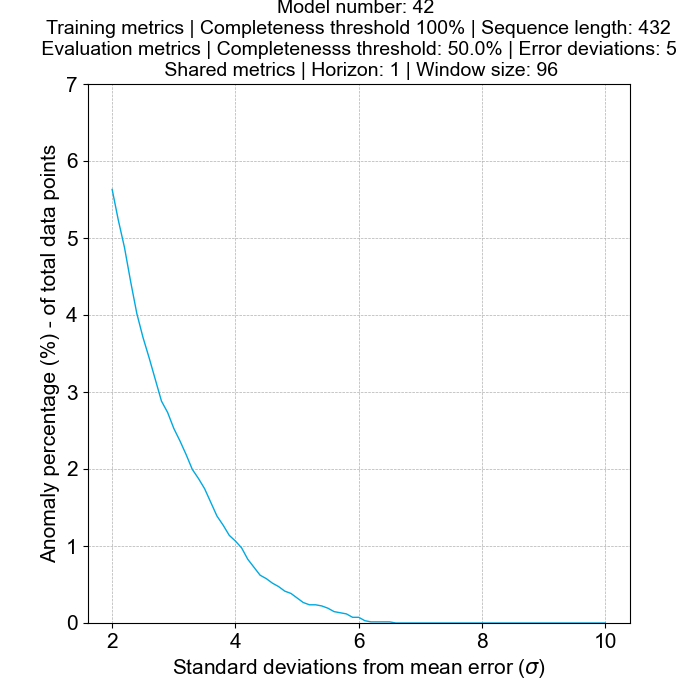 Model number: 42
Training metrics | Completeness threshold 100% | Sequence length: 432
Evaluation metrics | Completenesss threshold: 50.0% | Error deviations: 5
Shared metrics | Horizon: 1 | Window size: 96
7
6
5
4
3
2
1
0
Anomaly percentage (%) - of total data points
2 4 6 8 10
Standard deviations from mean error (σ)